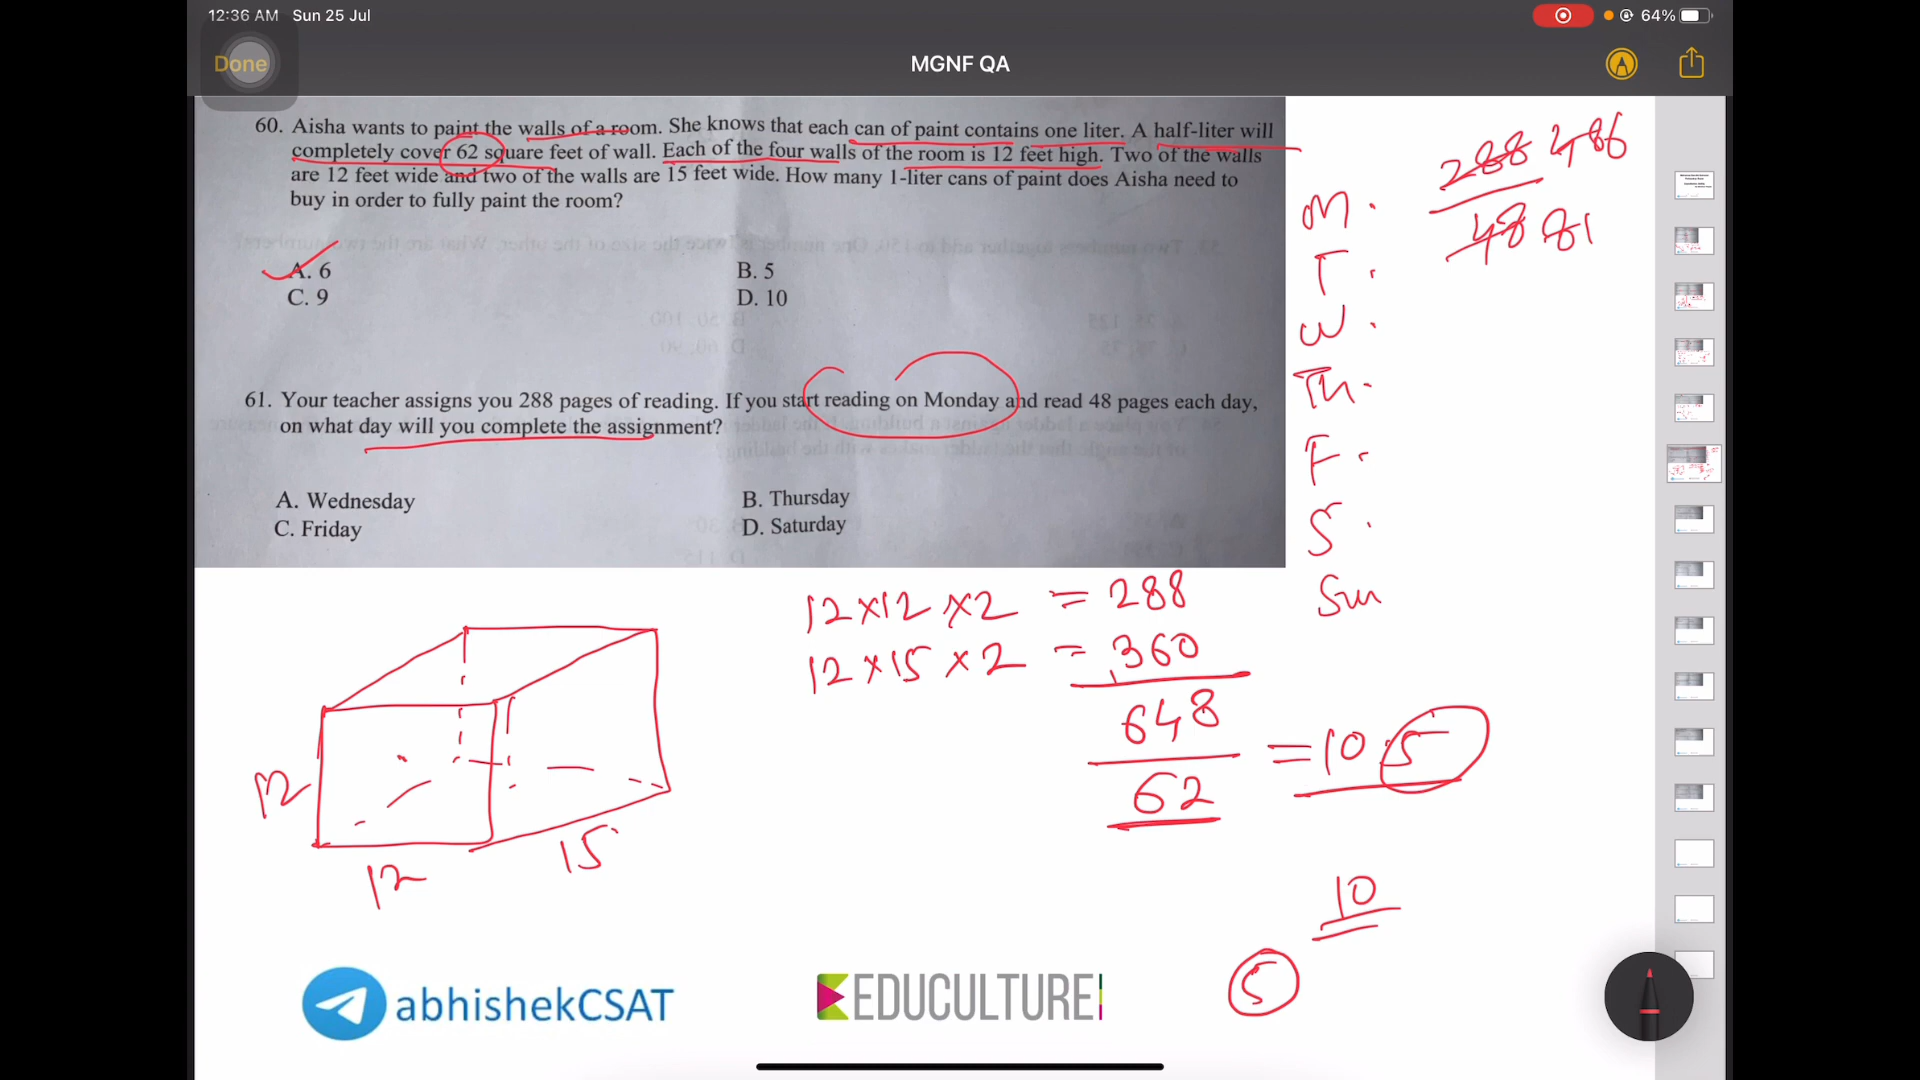 12:36 AM Sun 25 Jul
64%
Done
MGNF QA
60. Aisha wants to paint the walls of a room. She knows that each can of paint contains one liter. A half-liter will
completely cover 62 square feet of wall. Each of the four walls of the room is 12 feet high. Two of the walls
are 12 feet wide and two of the walls are 15 feet wide. How many 1-liter cans of paint does Aisha need to
buy in order to fully paint the room?
A. 6
B. 5
C. 9
D. 10
61. Your teacher assigns you 288 pages of reading. If you start reading on Monday and read 48 pages each day,
on what day will you complete the assignment?
A. Wednesday
B. Thursday
C. Friday
D. Saturday
288 486
48 81
M.
T.
W.
Th.
F.
S.
Sun
12×12×2 = 288
12×15×2 = 360
648
62
=10.5
12
12
15
10
5
abhishekCSAT
EDUCULTURE